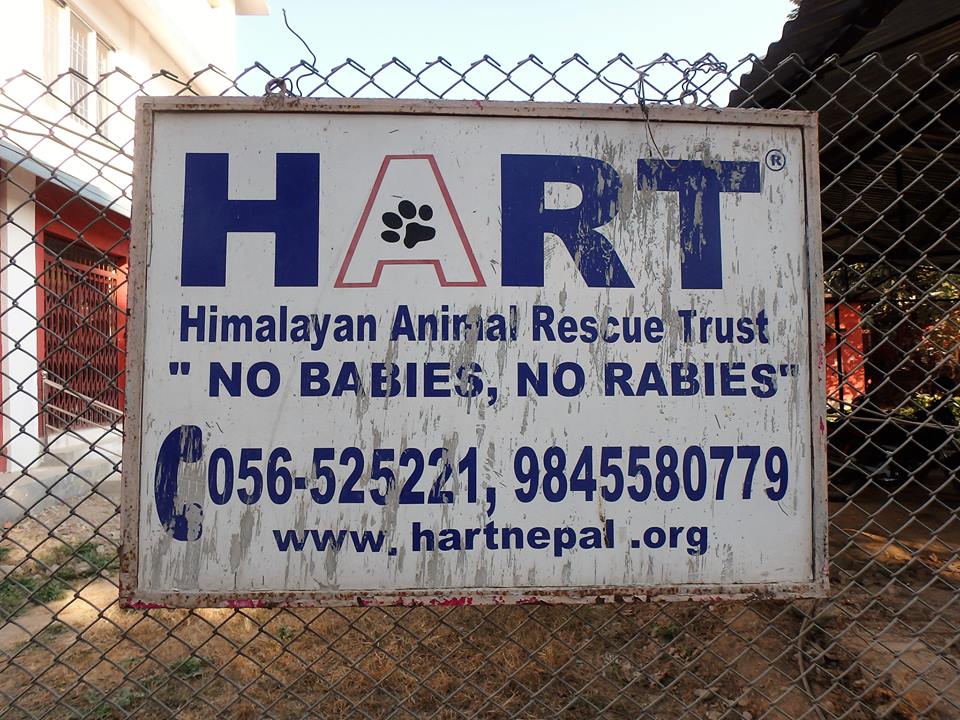 HART®
Himalayan Animal Rescue Trust
" NO BABIES, NO RABIES"
056-525221, 9845580779
www. hartnepal .org